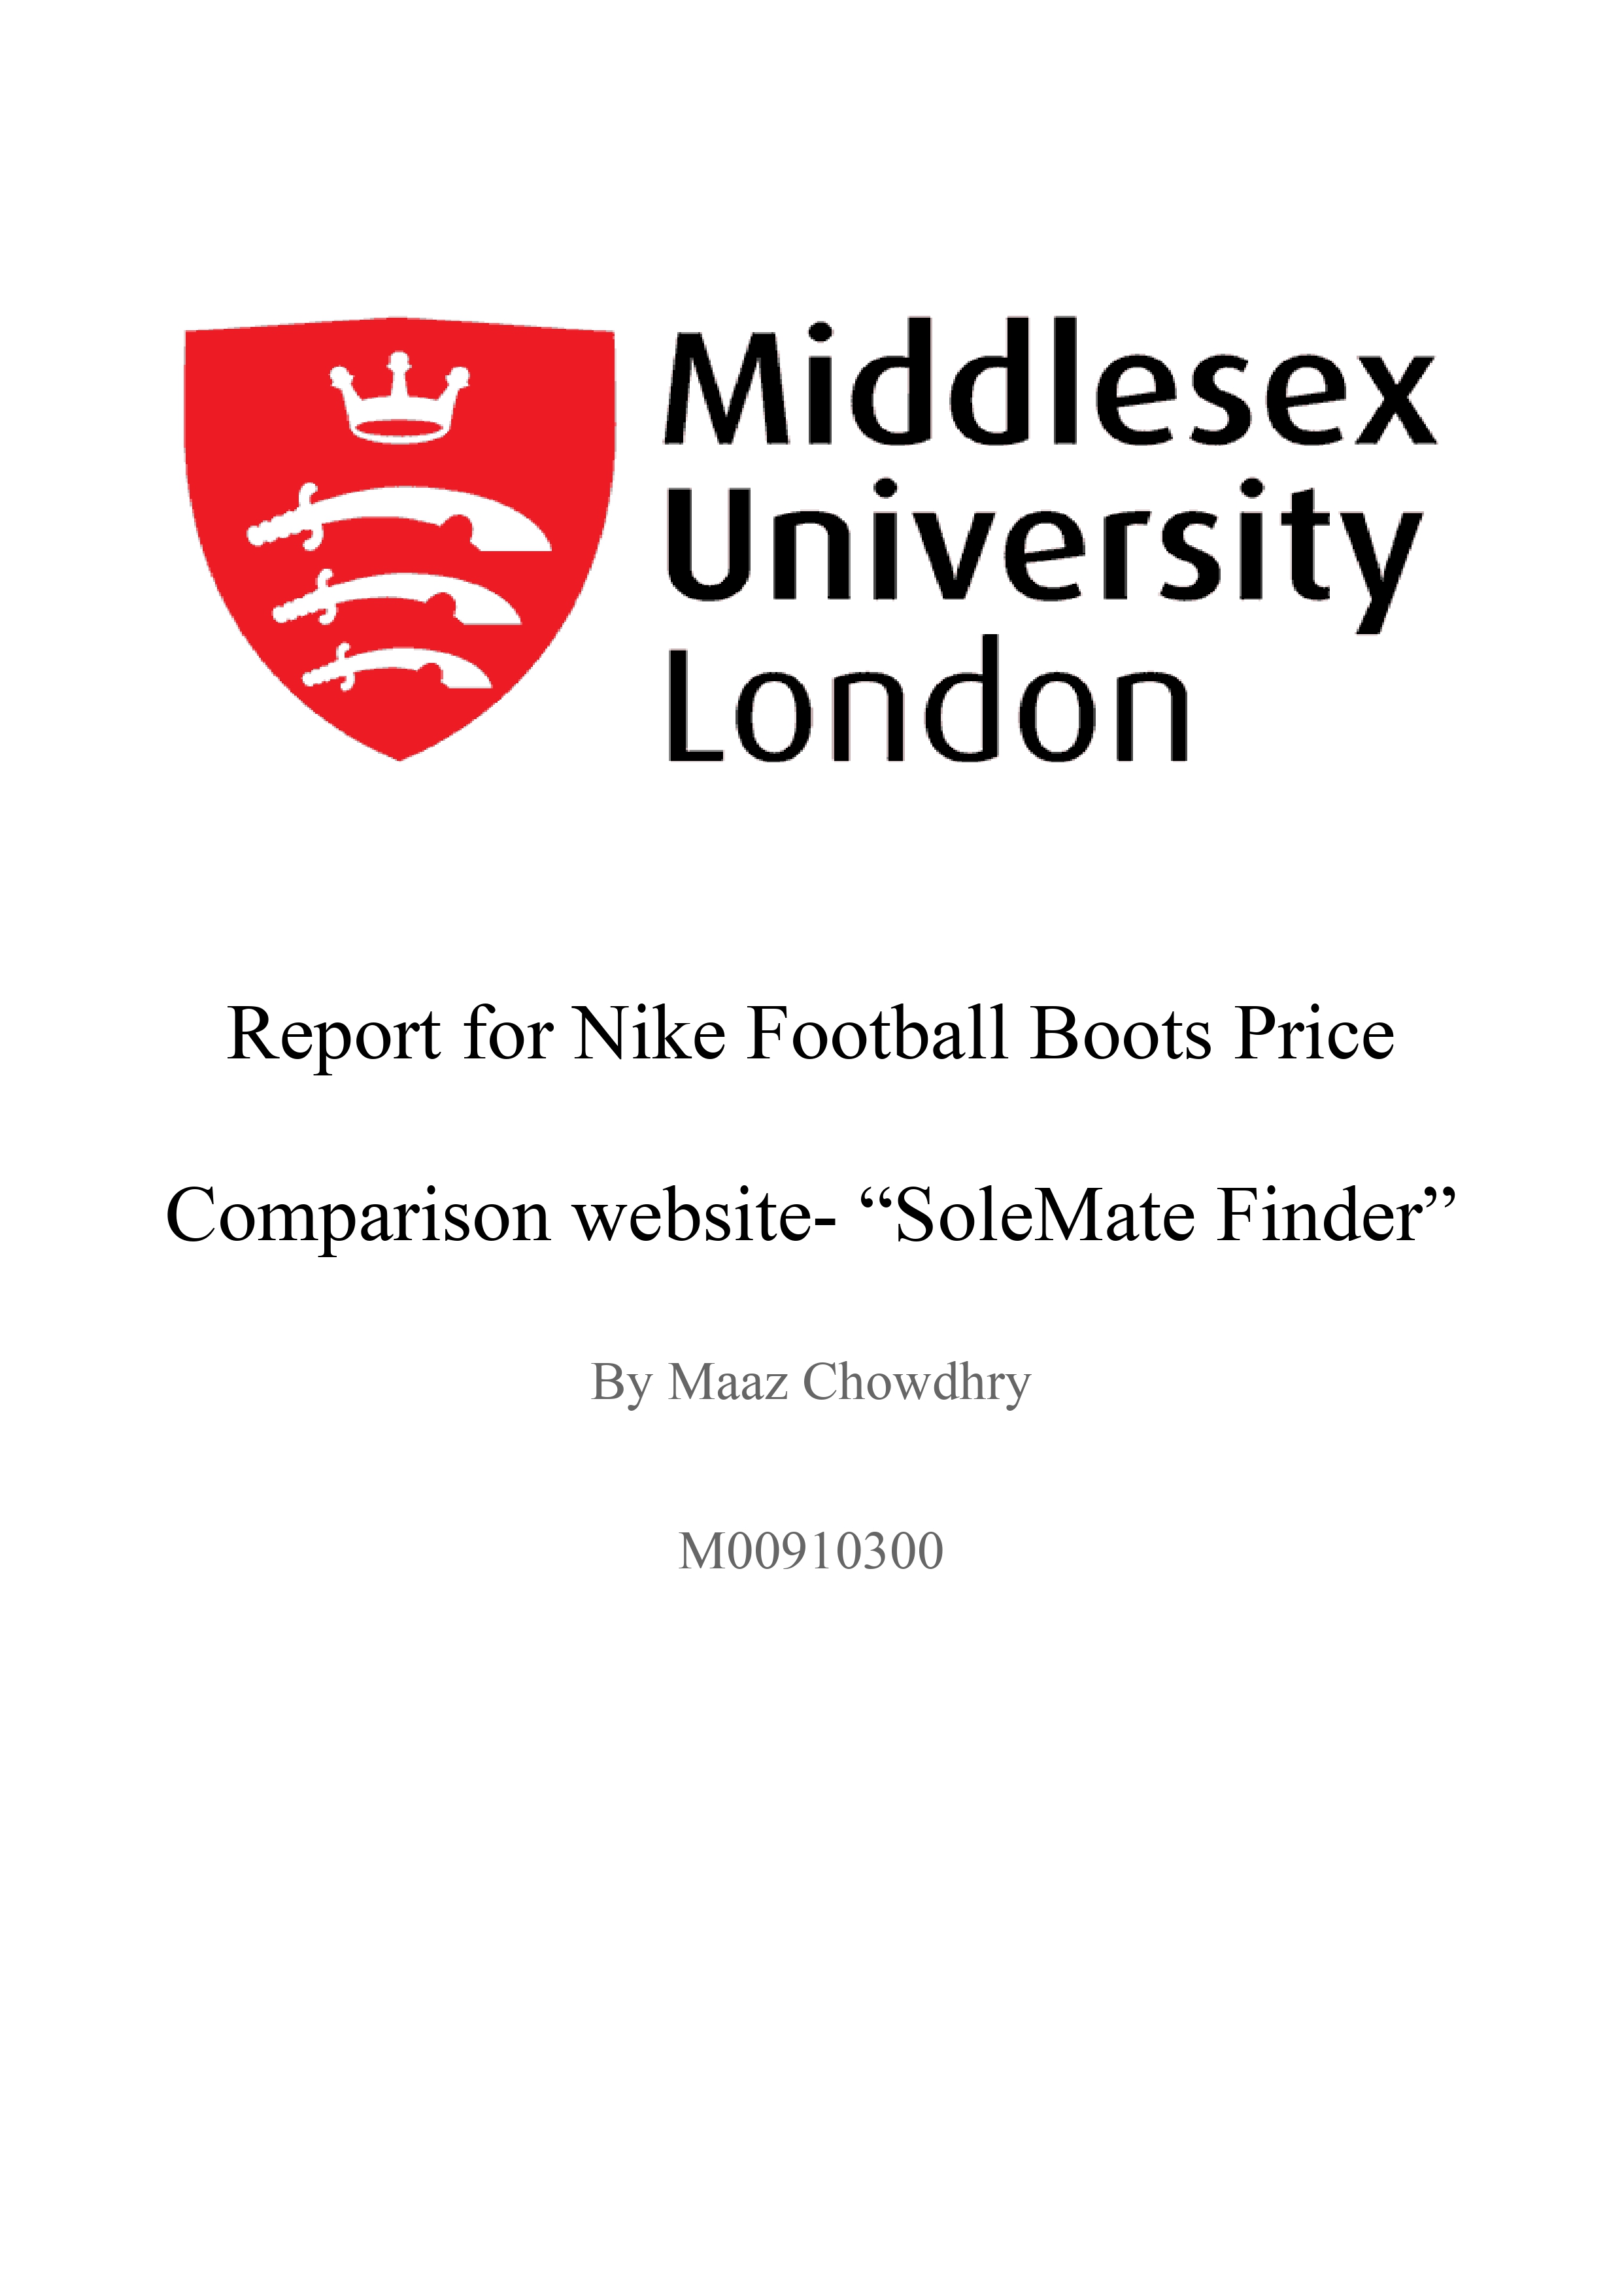 Middlesex
University
London
Report for Nike Football Boots Price
Comparison website- “SoleMate Finder”
By Maaz Chowdhry
M00910300